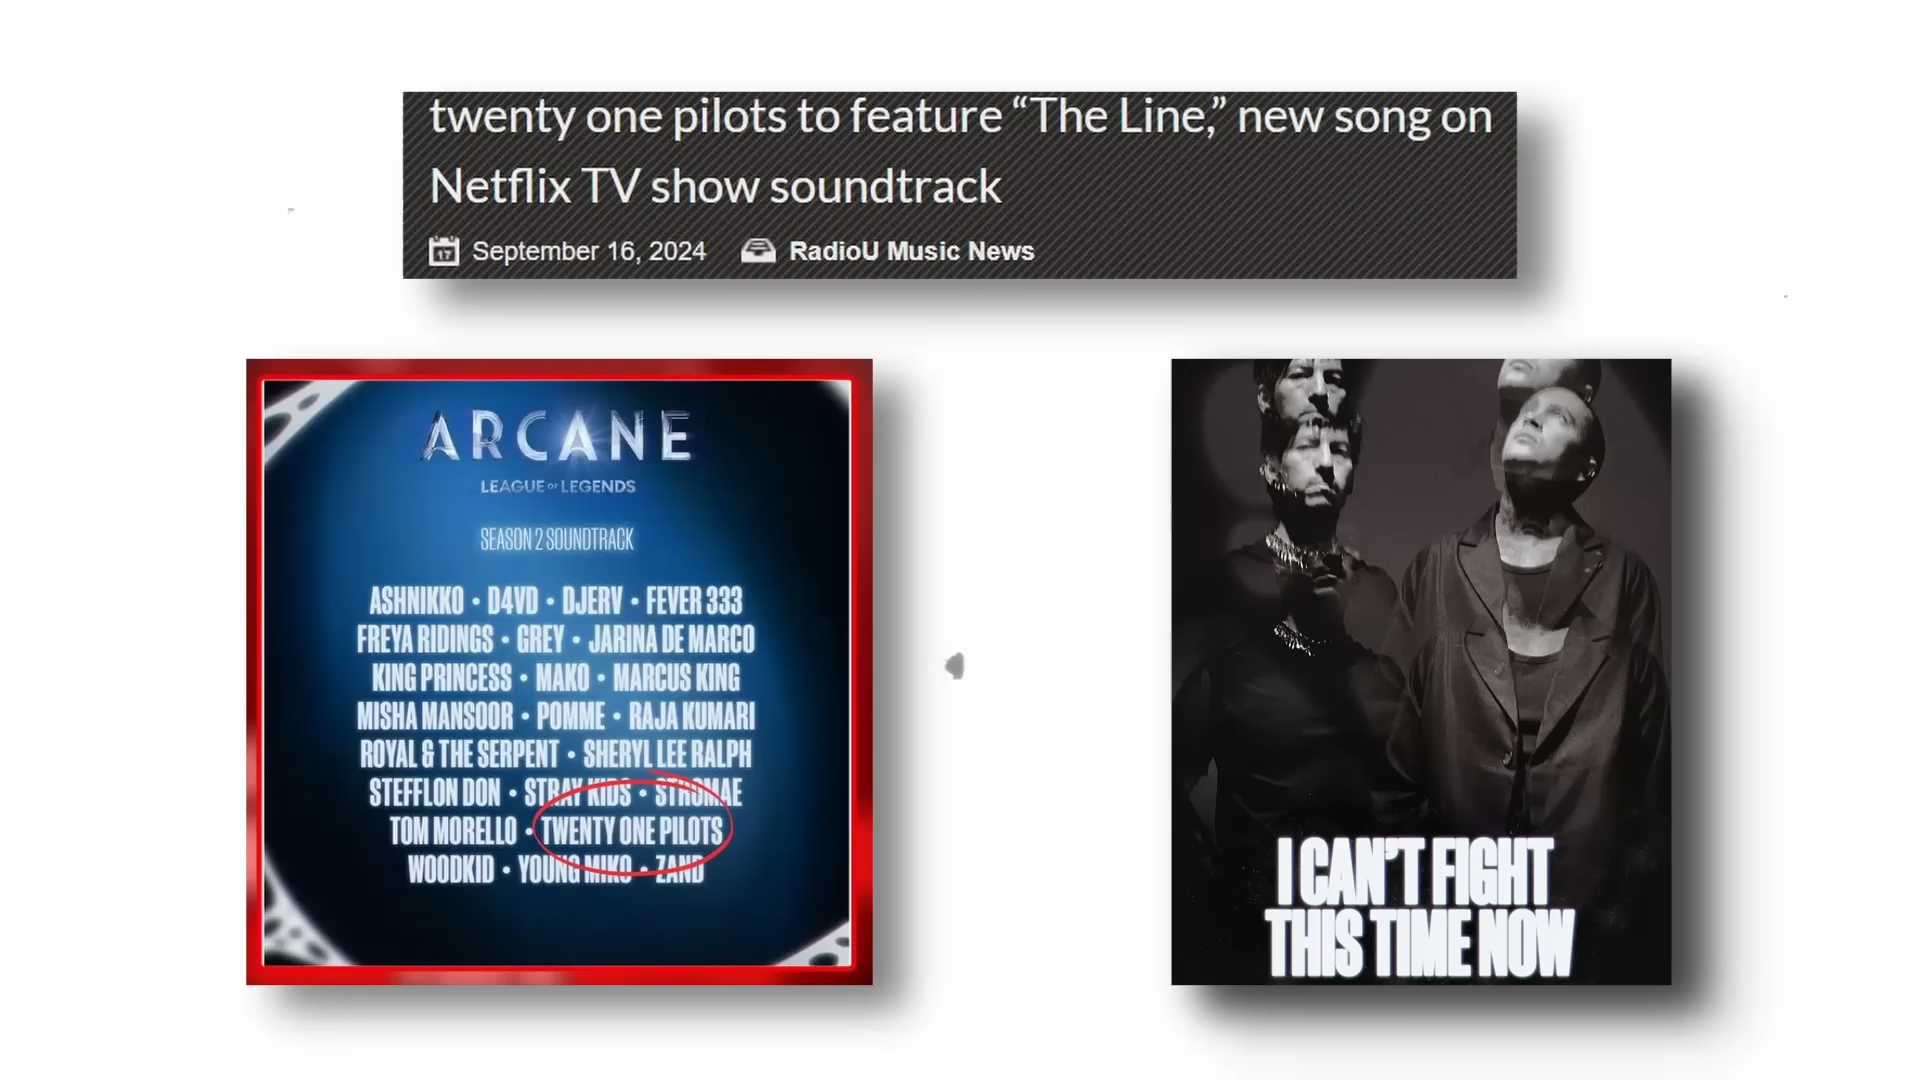 twenty one pilots to feature “The Line,” new song on
Netflix TV show soundtrack
17 September 16, 2024 RadioU Music News
ARCANE
LEAGUE OF LEGENDS
SEASON 2 SOUNDTRACK
ASHNIKKO • D4VD • DJERV • FEVER 333
FREYA RIDINGS • GREY • JARINA DE MARCO
KING PRINCESS • MAKO • MARCUS KING
MISHA MANSOOR • POMME • RAJA KUMARI
ROYAL & THE SERPENT • SHERYL LEE RALPH
STEFFLON DON • STRAY KIDS • STROMAE
TOM MORELLO • TWENTY ONE PILOTS
WOODKID • YOUNG MIKO • ZAND
I CAN'T FIGHT
THIS TIME NOW